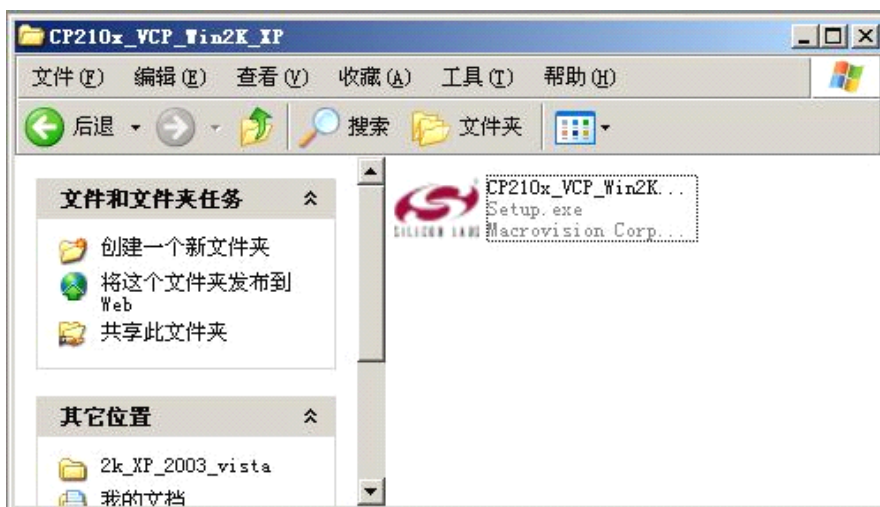 CP210x_VCP_Win2K_XP
文件(F) 编辑(E) 查看(V) 收藏(A) 工具(T) 帮助(H)
后退 搜索 文件夹
文件和文件夹任务
创建一个新文件夹
将这个文件夹发布到
Web
共享此文件夹
其它位置
2k_XP_2003_vista
我的文档
CP210x_VCP_Win2K...
Setup.exe
Macrovision Corp...
SILICON LABS